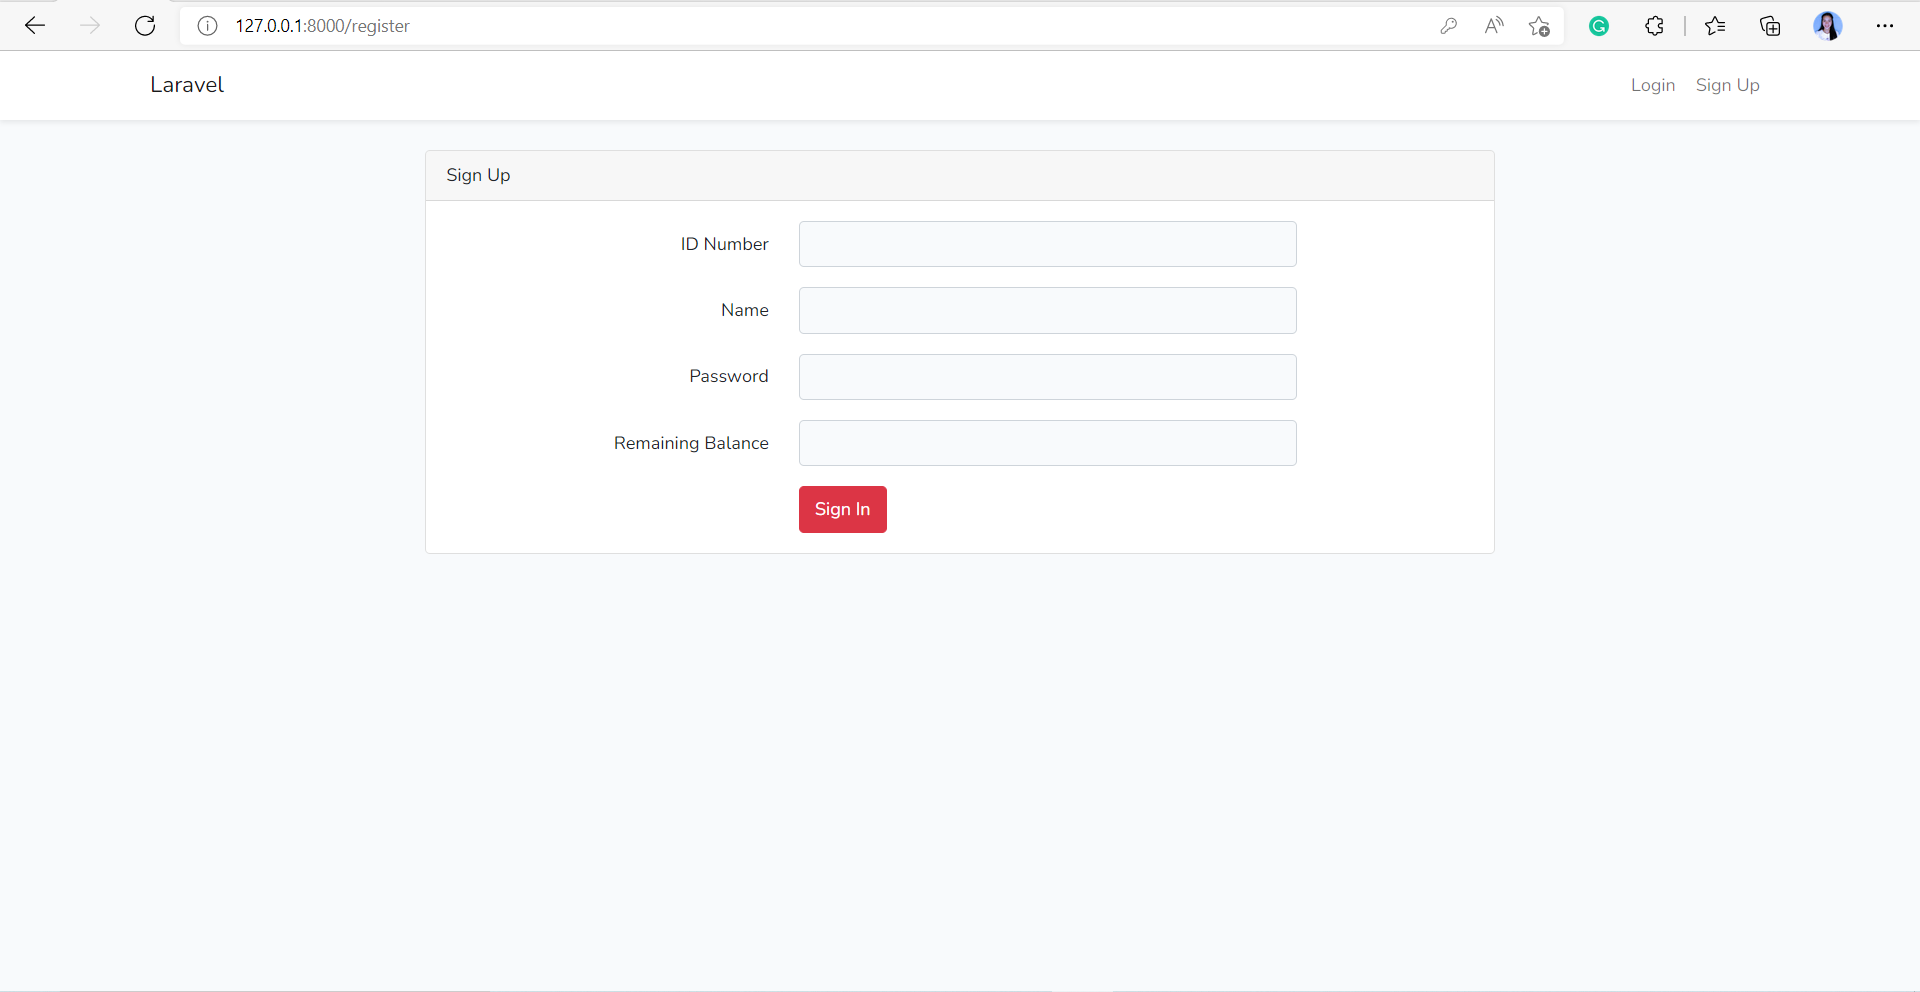 127.0.0.1:8000/register
Laravel
Login Sign Up
Sign Up
ID Number
Name
Password
Remaining Balance
Sign In